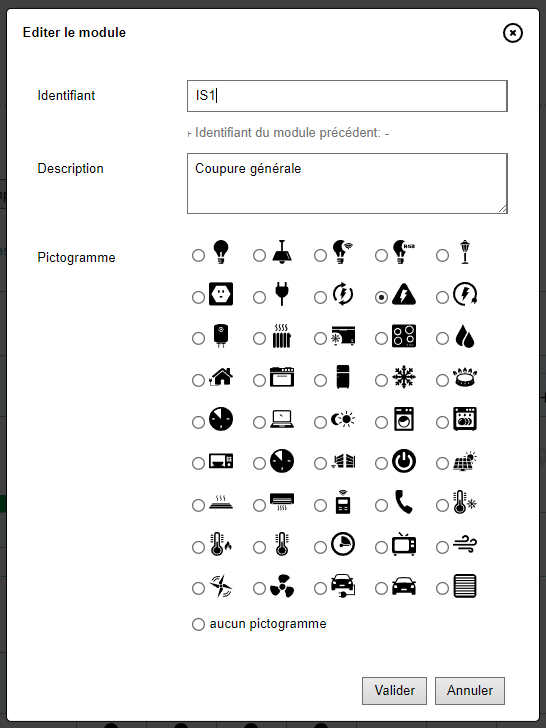 Editer le module
Identifiant
IS1
+ Identifiant du module précédent: -
Description
Coupure générale
Pictogramme
RGB
aucun pictogramme
Valider
Annuler